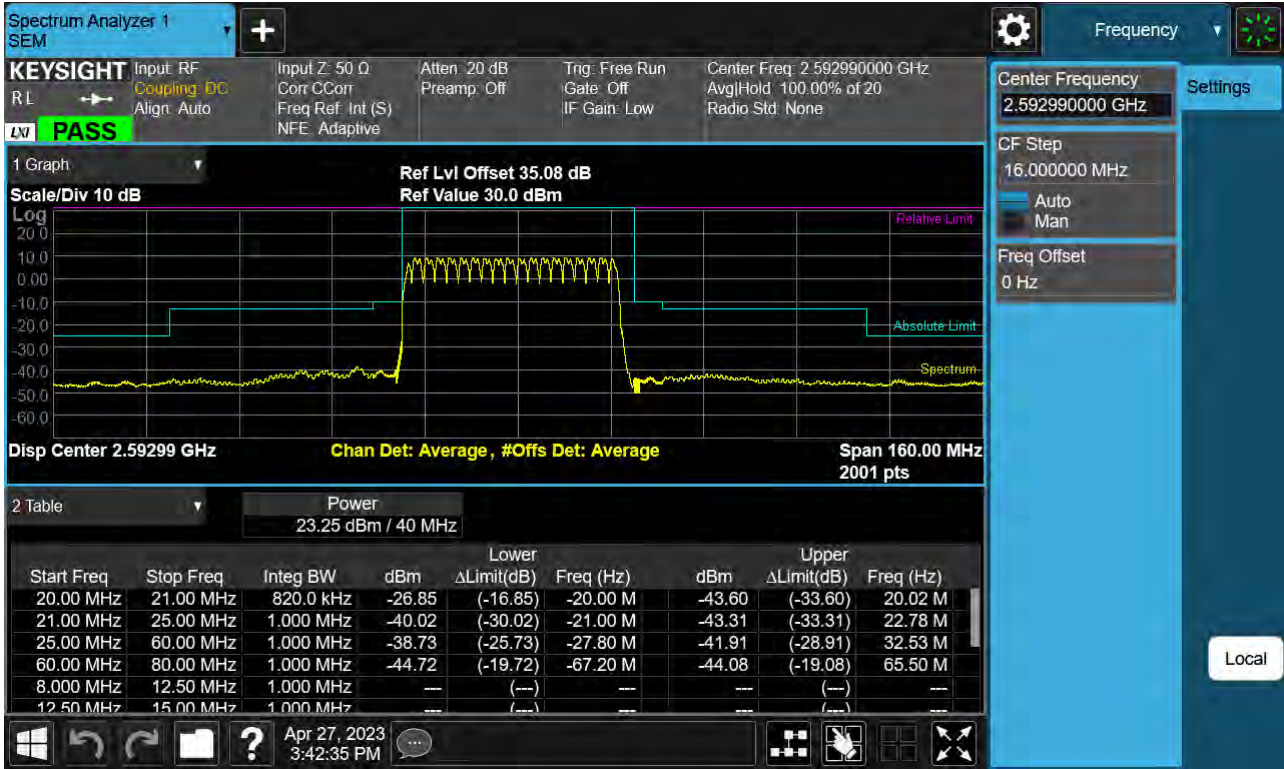 Spectrum Analyzer 1
SEM
+
Frequency
KEYSIGHT
RL
LXI
PASS
Input: RF
Coupling: DC
Align: Auto
Input Z: 50 Ω
Corr CCorr
Freq Ref: Int (S)
NFE: Adaptive
Atten: 20 dB
Preamp: Off
Trig: Free Run
Gate: Off
IF Gain: Low
Center Freq: 2.592990000 GHz
Avg|Hold: 100.00% of 20
Radio Std: None
Center Frequency
2.592990000 GHz
Settings
CF Step
16.000000 MHz
Auto
Man
Freq Offset
0 Hz
Local
1 Graph
Ref Lvl Offset 35.08 dB
Scale/Div 10 dB
Ref Value 30.0 dBm
Log
20.0
10.0
0.00
-10.0
-20.0
-30.0
-40.0
-50.0
-60.0
Relative Limit
Absolute Limit
Spectrum
Disp Center 2.59299 GHz
Chan Det: Average, #Offs Det: Average
Span 160.00 MHz
2001 pts
2 Table
Power
23.25 dBm / 40 MHz
Lower Upper
Start Freq Stop Freq Integ BW dBm ΔLimit(dB) Freq (Hz) dBm ΔLimit(dB) Freq (Hz)
20.00 MHz 21.00 MHz 820.0 kHz -26.85 (-16.85) -20.00 M -43.60 (-33.60) 20.02 M
21.00 MHz 25.00 MHz 1.000 MHz -40.02 (-30.02) -21.00 M -43.31 (-33.31) 22.78 M
25.00 MHz 60.00 MHz 1.000 MHz -38.73 (-25.73) -27.80 M -41.91 (-28.91) 32.53 M
60.00 MHz 80.00 MHz 1.000 MHz -44.72 (-19.72) -67.20 M -44.08 (-19.08) 65.50 M
8.000 MHz 12.50 MHz 1.000 MHz --- (---) --- --- (---) ---
12.50 MHz 15.00 MHz 1.000 MHz --- (---) --- --- (---) ---
?
Apr 27, 2023
3:42:35 PM